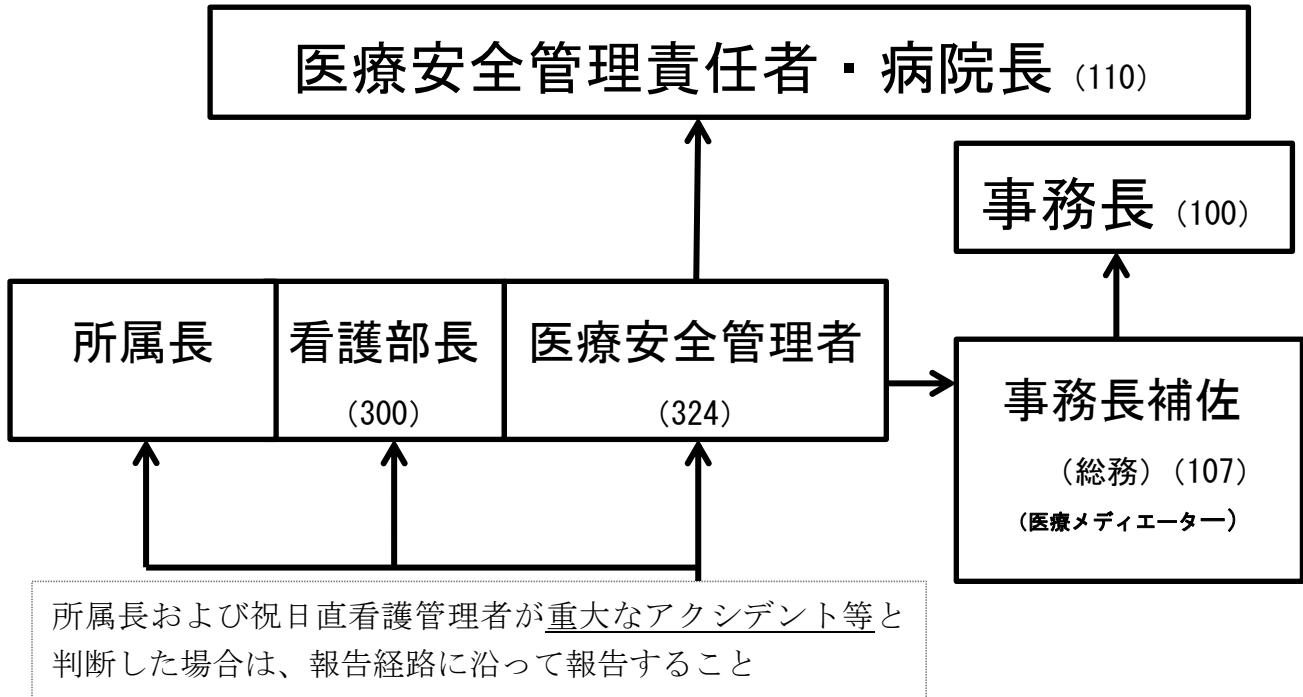 医療安全管理責任者・病院長 (110)
事務長 (100)
所属長
看護部長
(300)
医療安全管理者
(324)
事務長補佐
(総務) (107)
(医療メディエーター)
所属長および祝日直看護管理者が重大なアクシデント等と
判断した場合は、報告経路に沿って報告すること